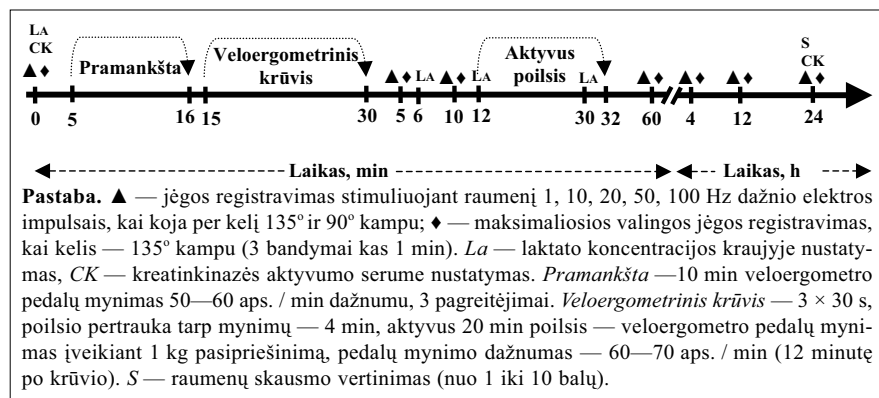 LA
CK
▲ ♦
Pramankšta
Veloergometrinis
krūvis
▲ ♦ LA ▲ ♦ LA
Aktyvus
poilsis
LA
▲ ♦ ▲ ♦ ▲ ♦
S
CK
▲ ♦
0 5 16 15 30 5 6 10 12 30 32 60 4 12 24
Laikas, min Laikas, h
Pastaba. ▲ — jėgos registravimas stimuliuojant raumenį 1, 10, 20, 50, 100 Hz dažnio elektros
impulsais, kai koja per kelį 135° ir 90° kampu; ♦ — maksimaliosios valingos jėgos registravimas,
kai kelis — 135° kampu (3 bandymai kas 1 min). La — laktato koncentracijos kraujyje nustaty-
mas, CK — kreatinkinazės aktyvumo serume nustatymas. Pramankšta —10 min veloergometro
pedalų mynimas 50—60 aps. / min dažnumu, 3 pagreitėjimai. Veloergometrinis krūvis — 3 × 30 s,
poilsio pertrauka tarp mynimų — 4 min, aktyvus 20 min poilsis — veloergometro pedalų myni-
mas įveikiant 1 kg pasipriešinimą, pedalų mynimo dažnumas — 60—70 aps. / min (12 minutę
po krūvio). S — raumenų skausmo vertinimas (nuo 1 iki 10 balų).